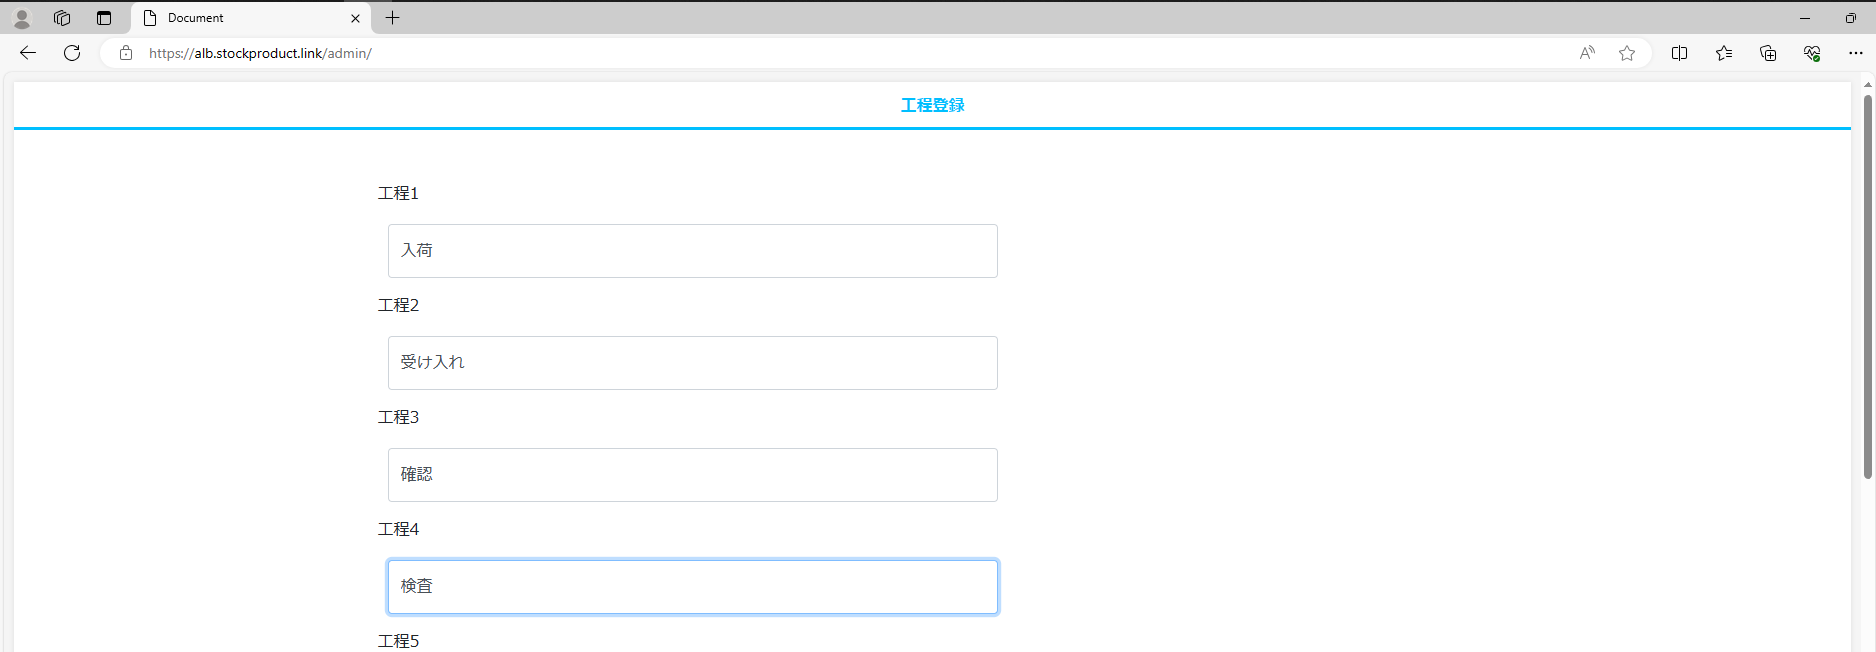 Document
https://alb.stockproduct.link/admin/
工程登録
工程1
入荷
工程2
受け入れ
工程3
確認
工程4
検査
工程5